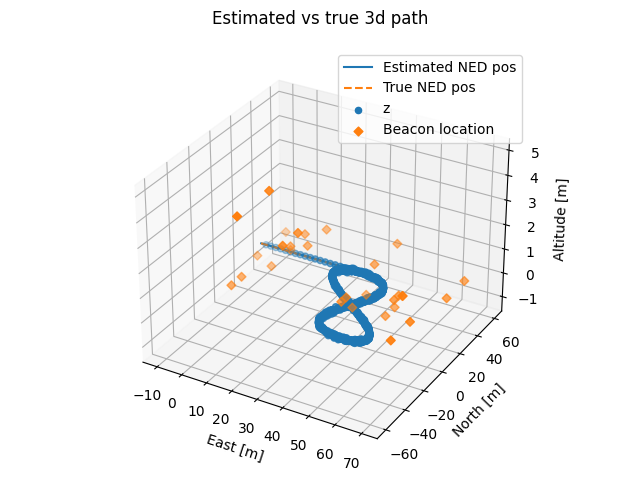 Estimated vs true 3d path
Estimated NED pos
True NED pos
z
Beacon location
5
4
3
2
1
0
−1
Altitude [m]
−10
0
10
20
30
40
50
60
70
East [m]
−60
−40
−20
0
20
40
60
North [m]